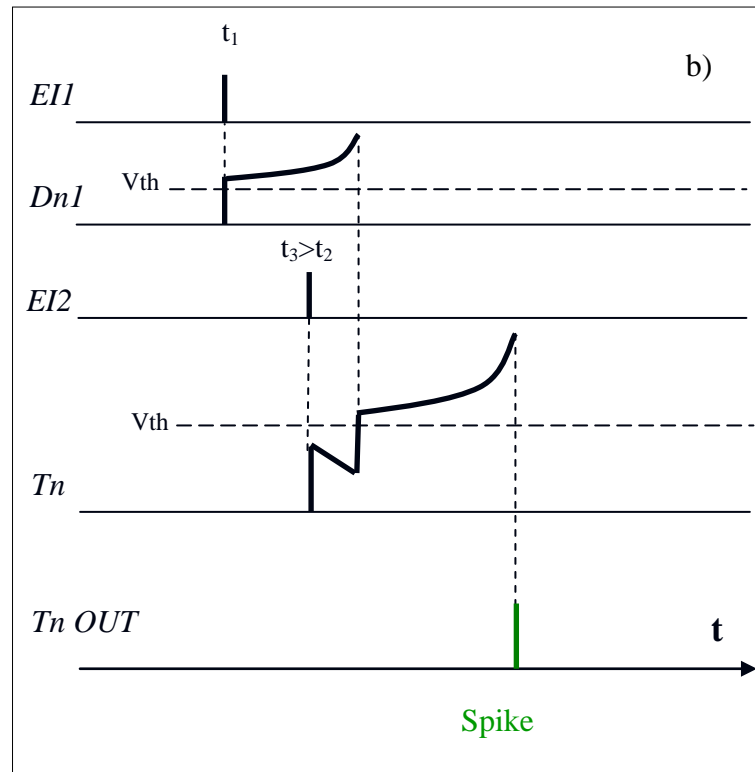 t₁
b)
EI1
Vth
Dn1
t₃>t₂
EI2
Vth
Tn
Tn OUT
t
Spike